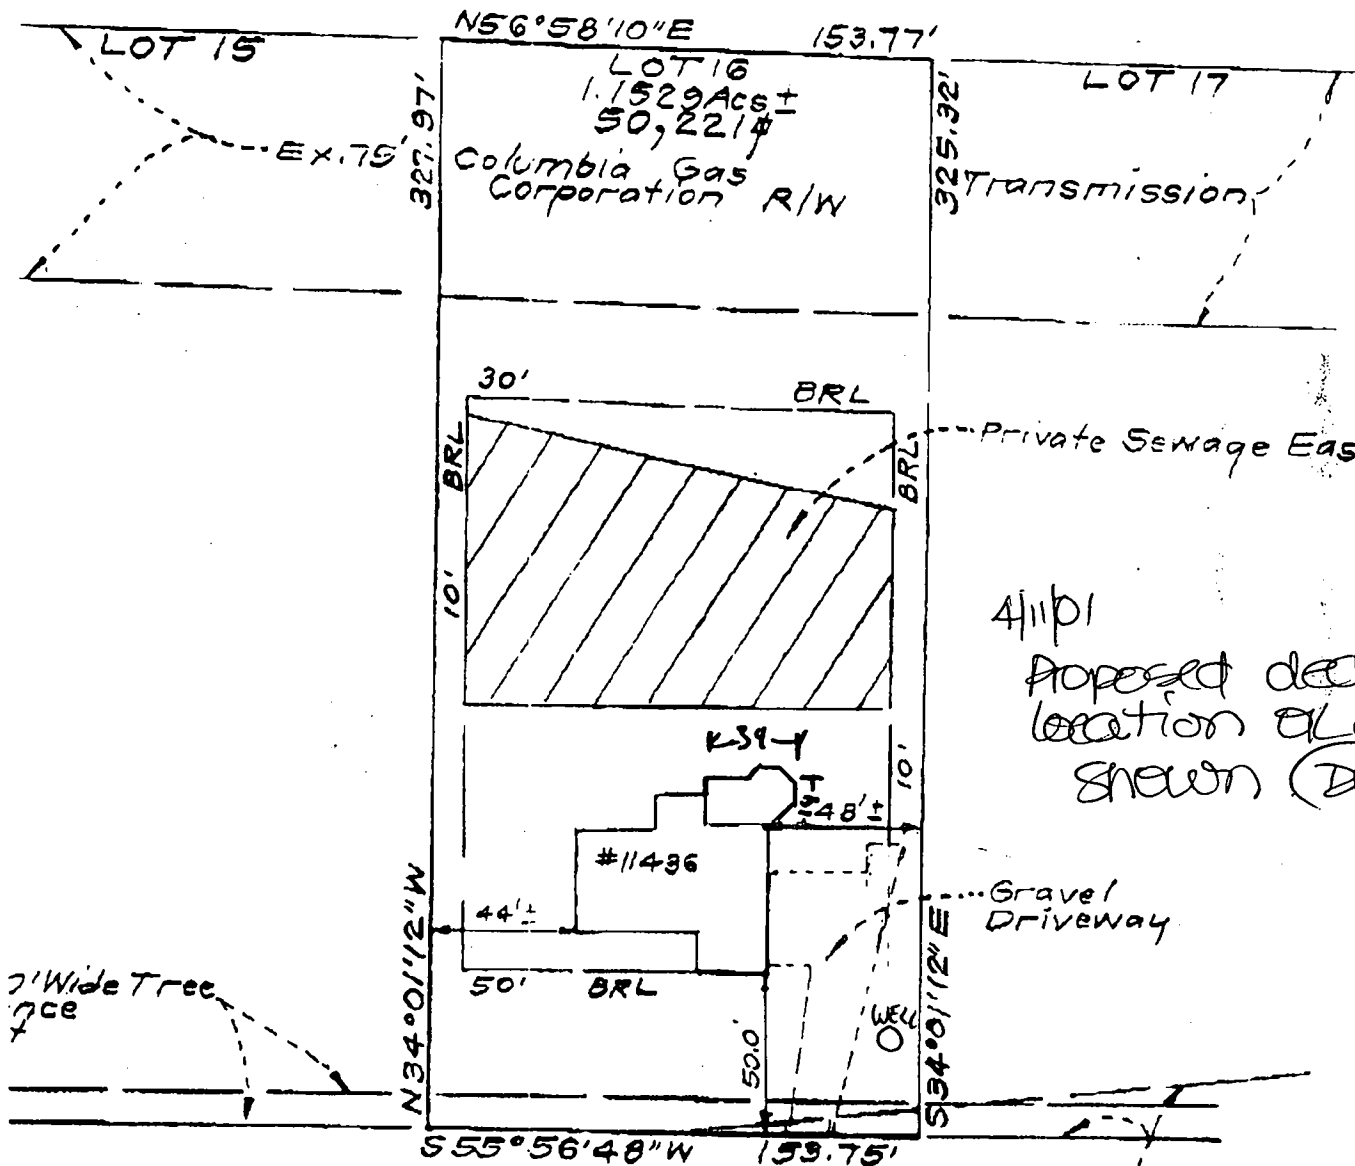 N56°58'10"E 153.77'
LOT 15
LOT 16
1.1529 Acs ±
50,221#
LOT 17
327.97'
325.32'
Ex. 75'
Columbia Gas
Corporation R/W
Transmission
30' BRL
BRL
BRL
Private Sewage Eas
10'
4/11/01
Proposed dec
location
shown
39
10'
48'±
#11436
44'±
Gravel
Driveway
50' BRL
' Wide Tree
nce
WELL
50.0'
N34°01'12"W
S34°01'12"E
S55°56'48"W 153.75'